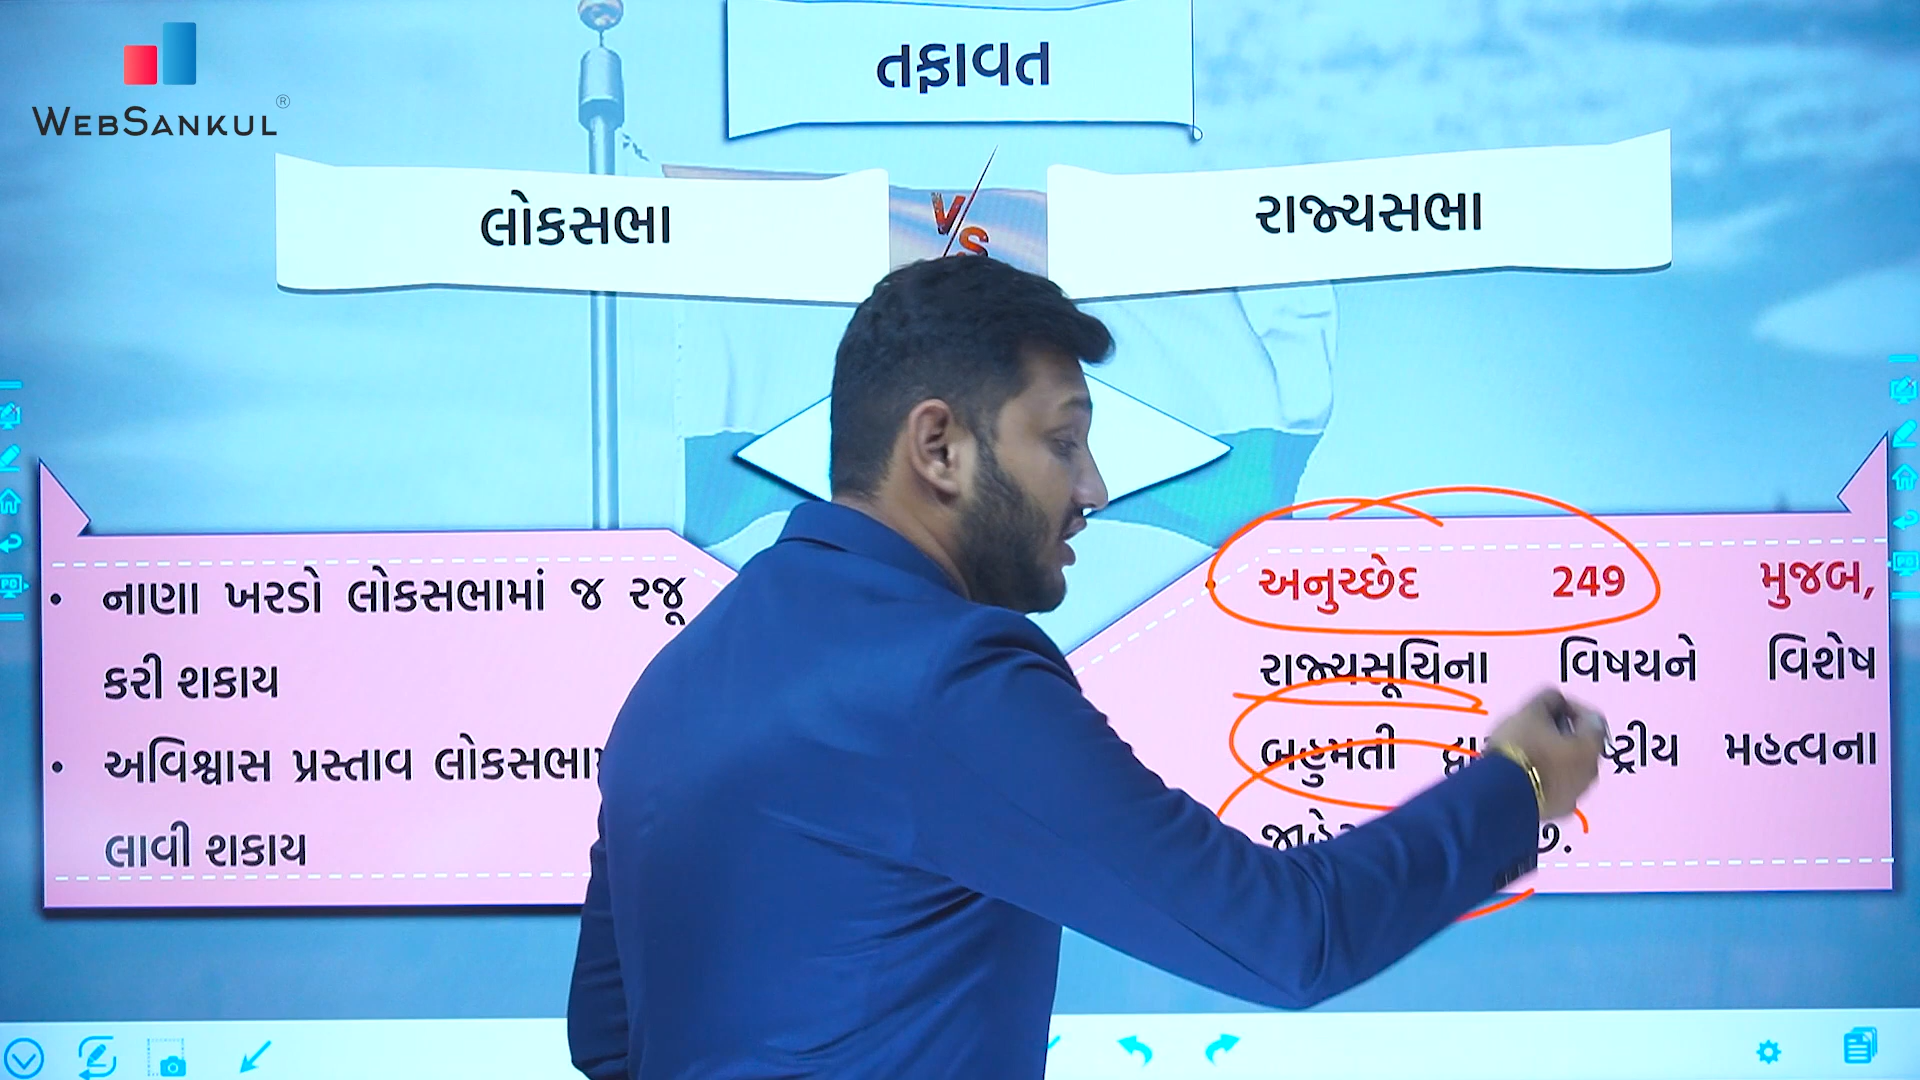 WEBSANKUL®
તફાવત
લોકસભા
VS
રાજ્યસભા
• નાણા ખરડો લોકસભામાં જ રજૂ
કરી શકાય
• અવિશ્વાસ પ્રસ્તાવ
લાવી શકાય
• અનુચ્છેદ 249 મુજબ,
રાજ્યસૂચિના વિષયને વિશેષ
બહુમતી મહત્વના